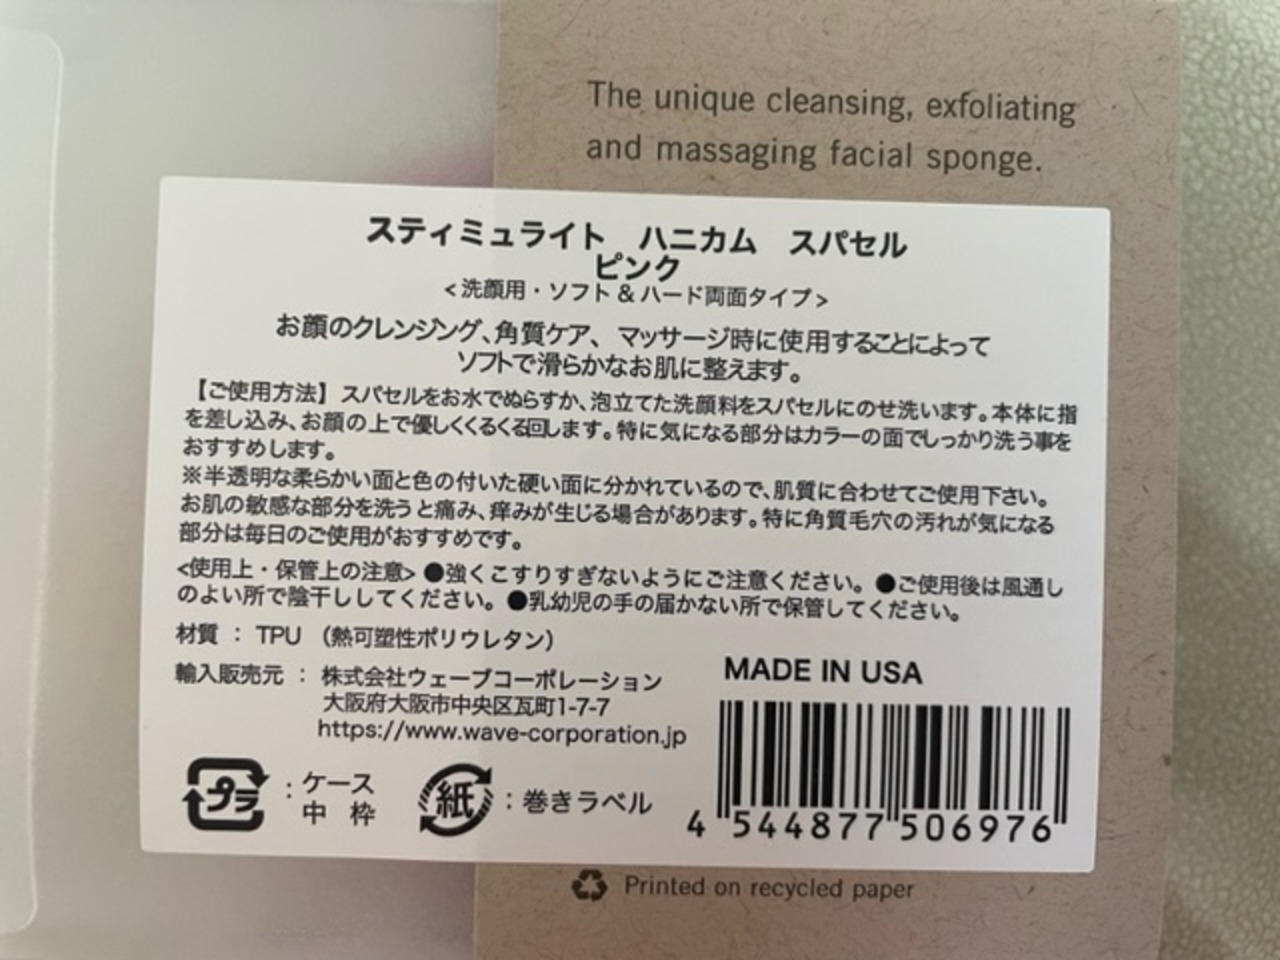 The unique cleansing, exfoliating
and massaging facial sponge.
スティミュライト　ハニカム　スパセル
ピンク
<洗顔用・ソフト＆ハード両面タイプ>
お顔のクレンジング、角質ケア、マッサージ時に使用することによって
ソフトで滑らかなお肌に整えます。
【ご使用方法】スパセルをお水でぬらすか、泡立てた洗顔料をスパセルにのせ洗います。本体に指
を差し込み、お顔の上で優しくくるくる回します。特に気になる部分はカラーの面でしっかり洗う事を
おすすめします。
※半透明な柔らかい面と色の付いた硬い面に分かれているので、肌質に合わせてご使用下さい。
お肌の敏感な部分を洗うと痛み、痒みが生じる場合があります。特に角質毛穴の汚れが気になる
部分は毎日のご使用がおすすめです。
<使用上・保管上の注意> ●強くこすりすぎないようにご注意ください。 ●ご使用後は風通し
のよい所で陰干ししてください。 ●乳幼児の手の届かない所で保管してください。
材質 ： TPU （熱可塑性ポリウレタン）
輸入販売元 ： 株式会社ウェーブコーポレーション
大阪府大阪市中央区瓦町1-7-7
https://www.wave-corporation.jp
MADE IN USA
プラ ：ケース
中 枠
紙 ：巻きラベル
4 544877 506976
Printed on recycled paper